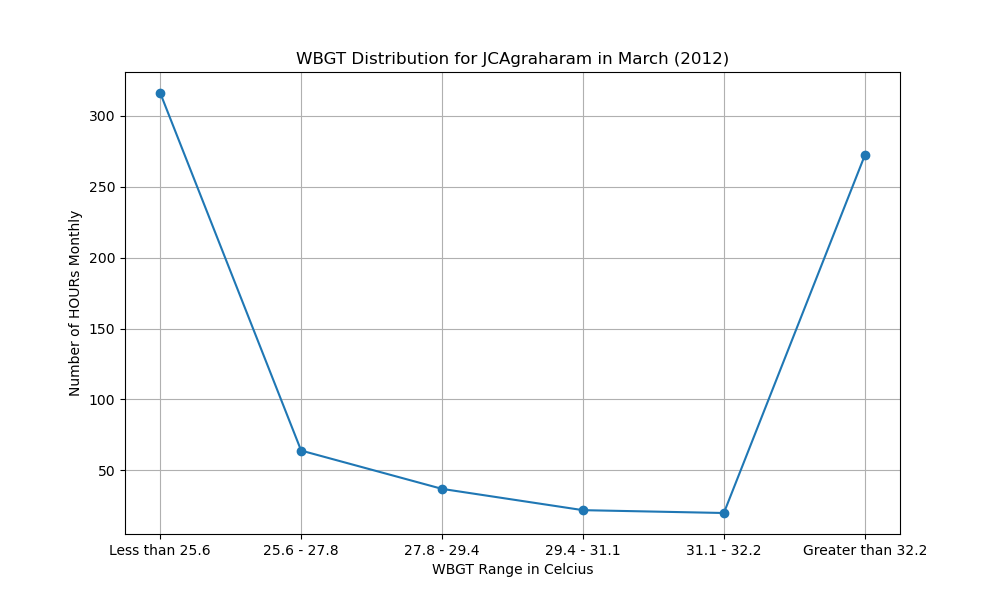 WBGT Distribution for JCAgraharam in March (2012)
Number of HOURs Monthly
300
250
200
150
100
50
Less than 25.6
25.6 - 27.8
27.8 - 29.4
29.4 - 31.1
31.1 - 32.2
Greater than 32.2
WBGT Range in Celcius